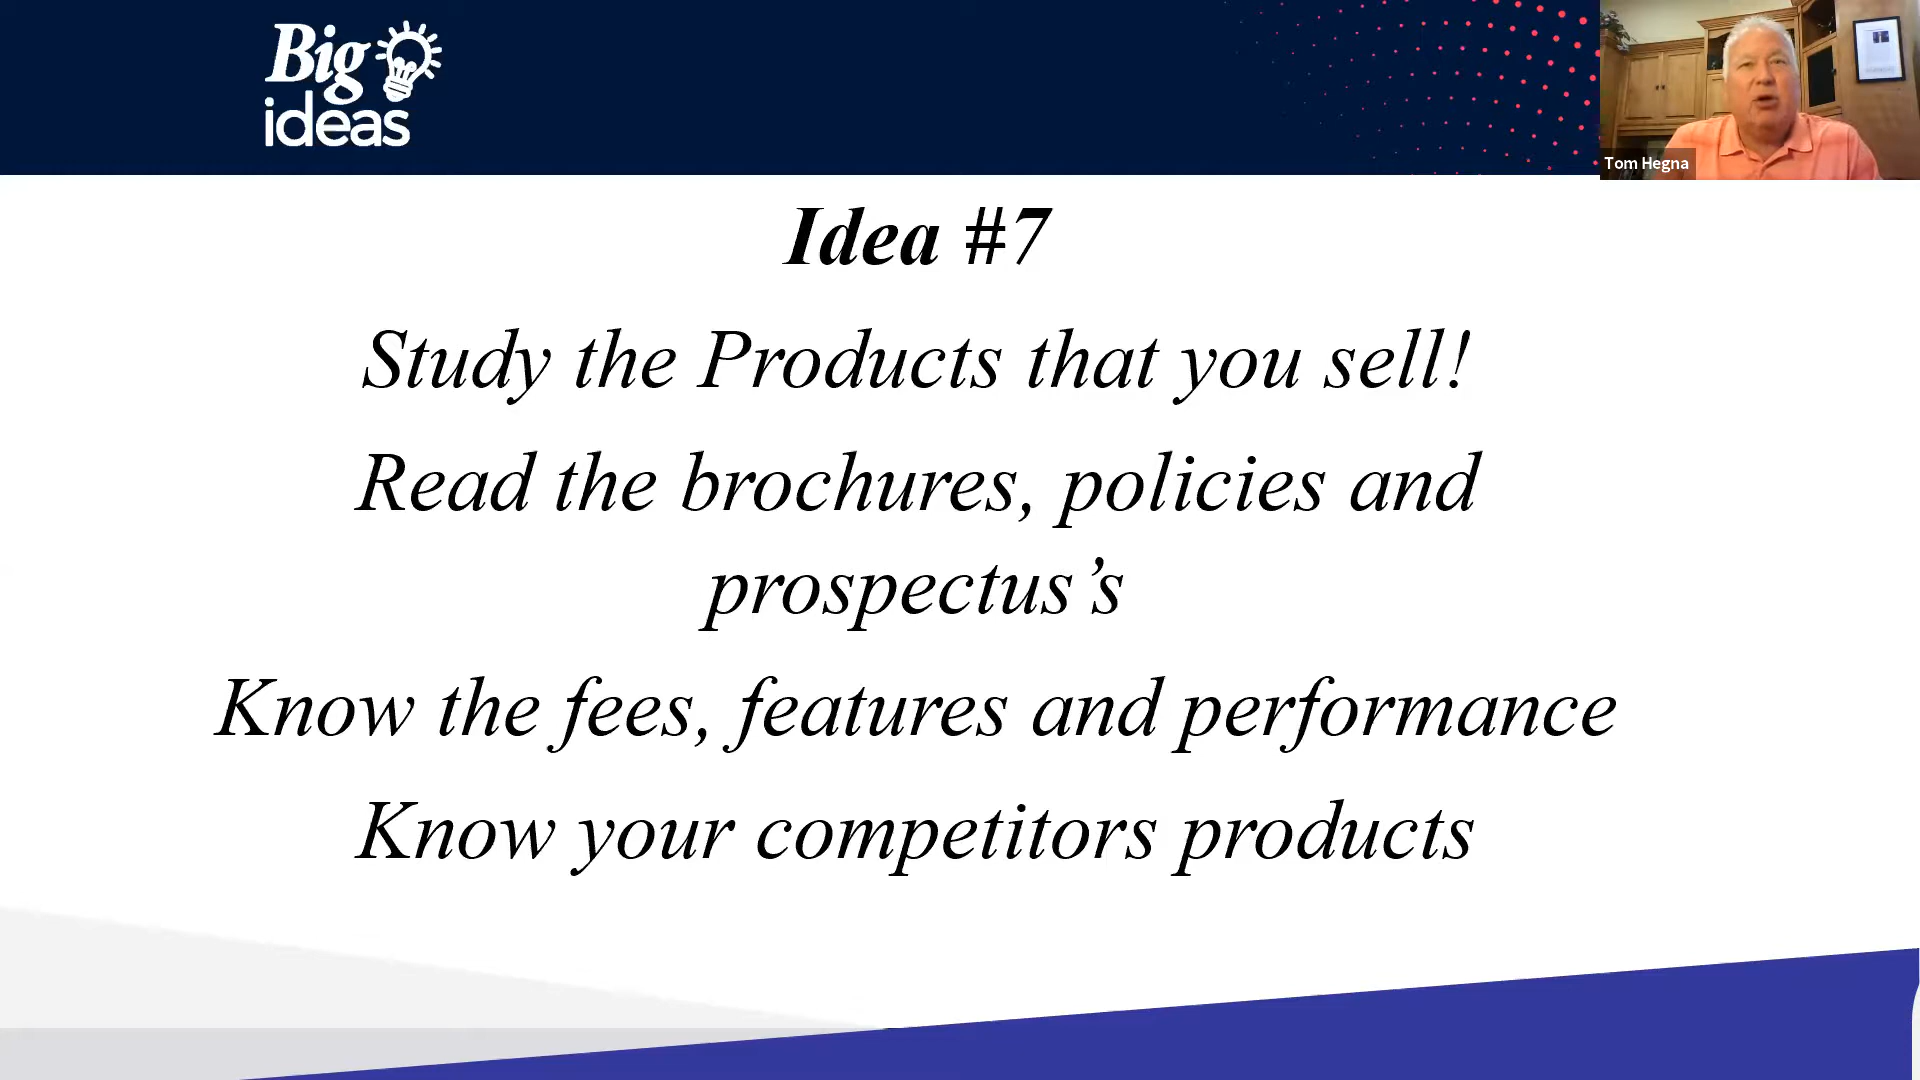 Big
ideas
Tom Hegna
Idea #7
Study the Products that you sell!
Read the brochures, policies and
prospectus’s
Know the fees, features and performance
Know your competitors products